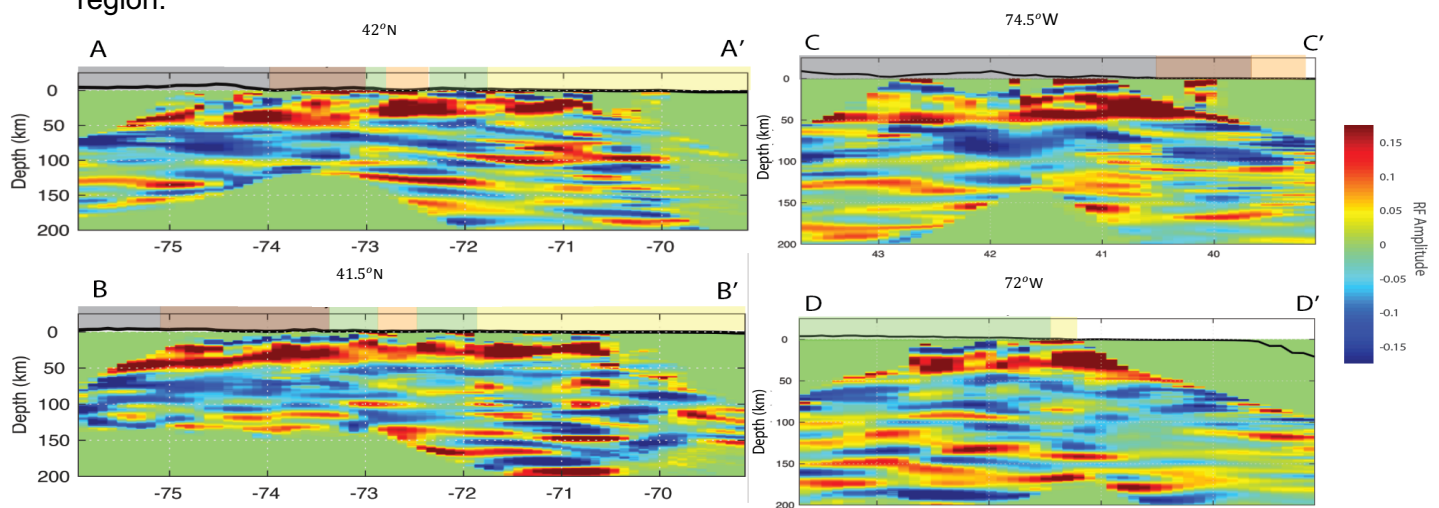 region.
42°N
A
A'
0
50
100
150
200
Depth (km)
-75
-74
-73
-72
-71
-70
41.5°N
B
B'
0
50
100
150
200
Depth (km)
-75
-74
-73
-72
-71
-70
74.5°W
C
C'
0
50
100
150
200
Depth (km)
43
42
41
40
72°W
D
D'
0
50
100
150
200
Depth (km)
0.15
0.1
0.05
0
-0.05
-0.1
-0.15
RF Amplitude